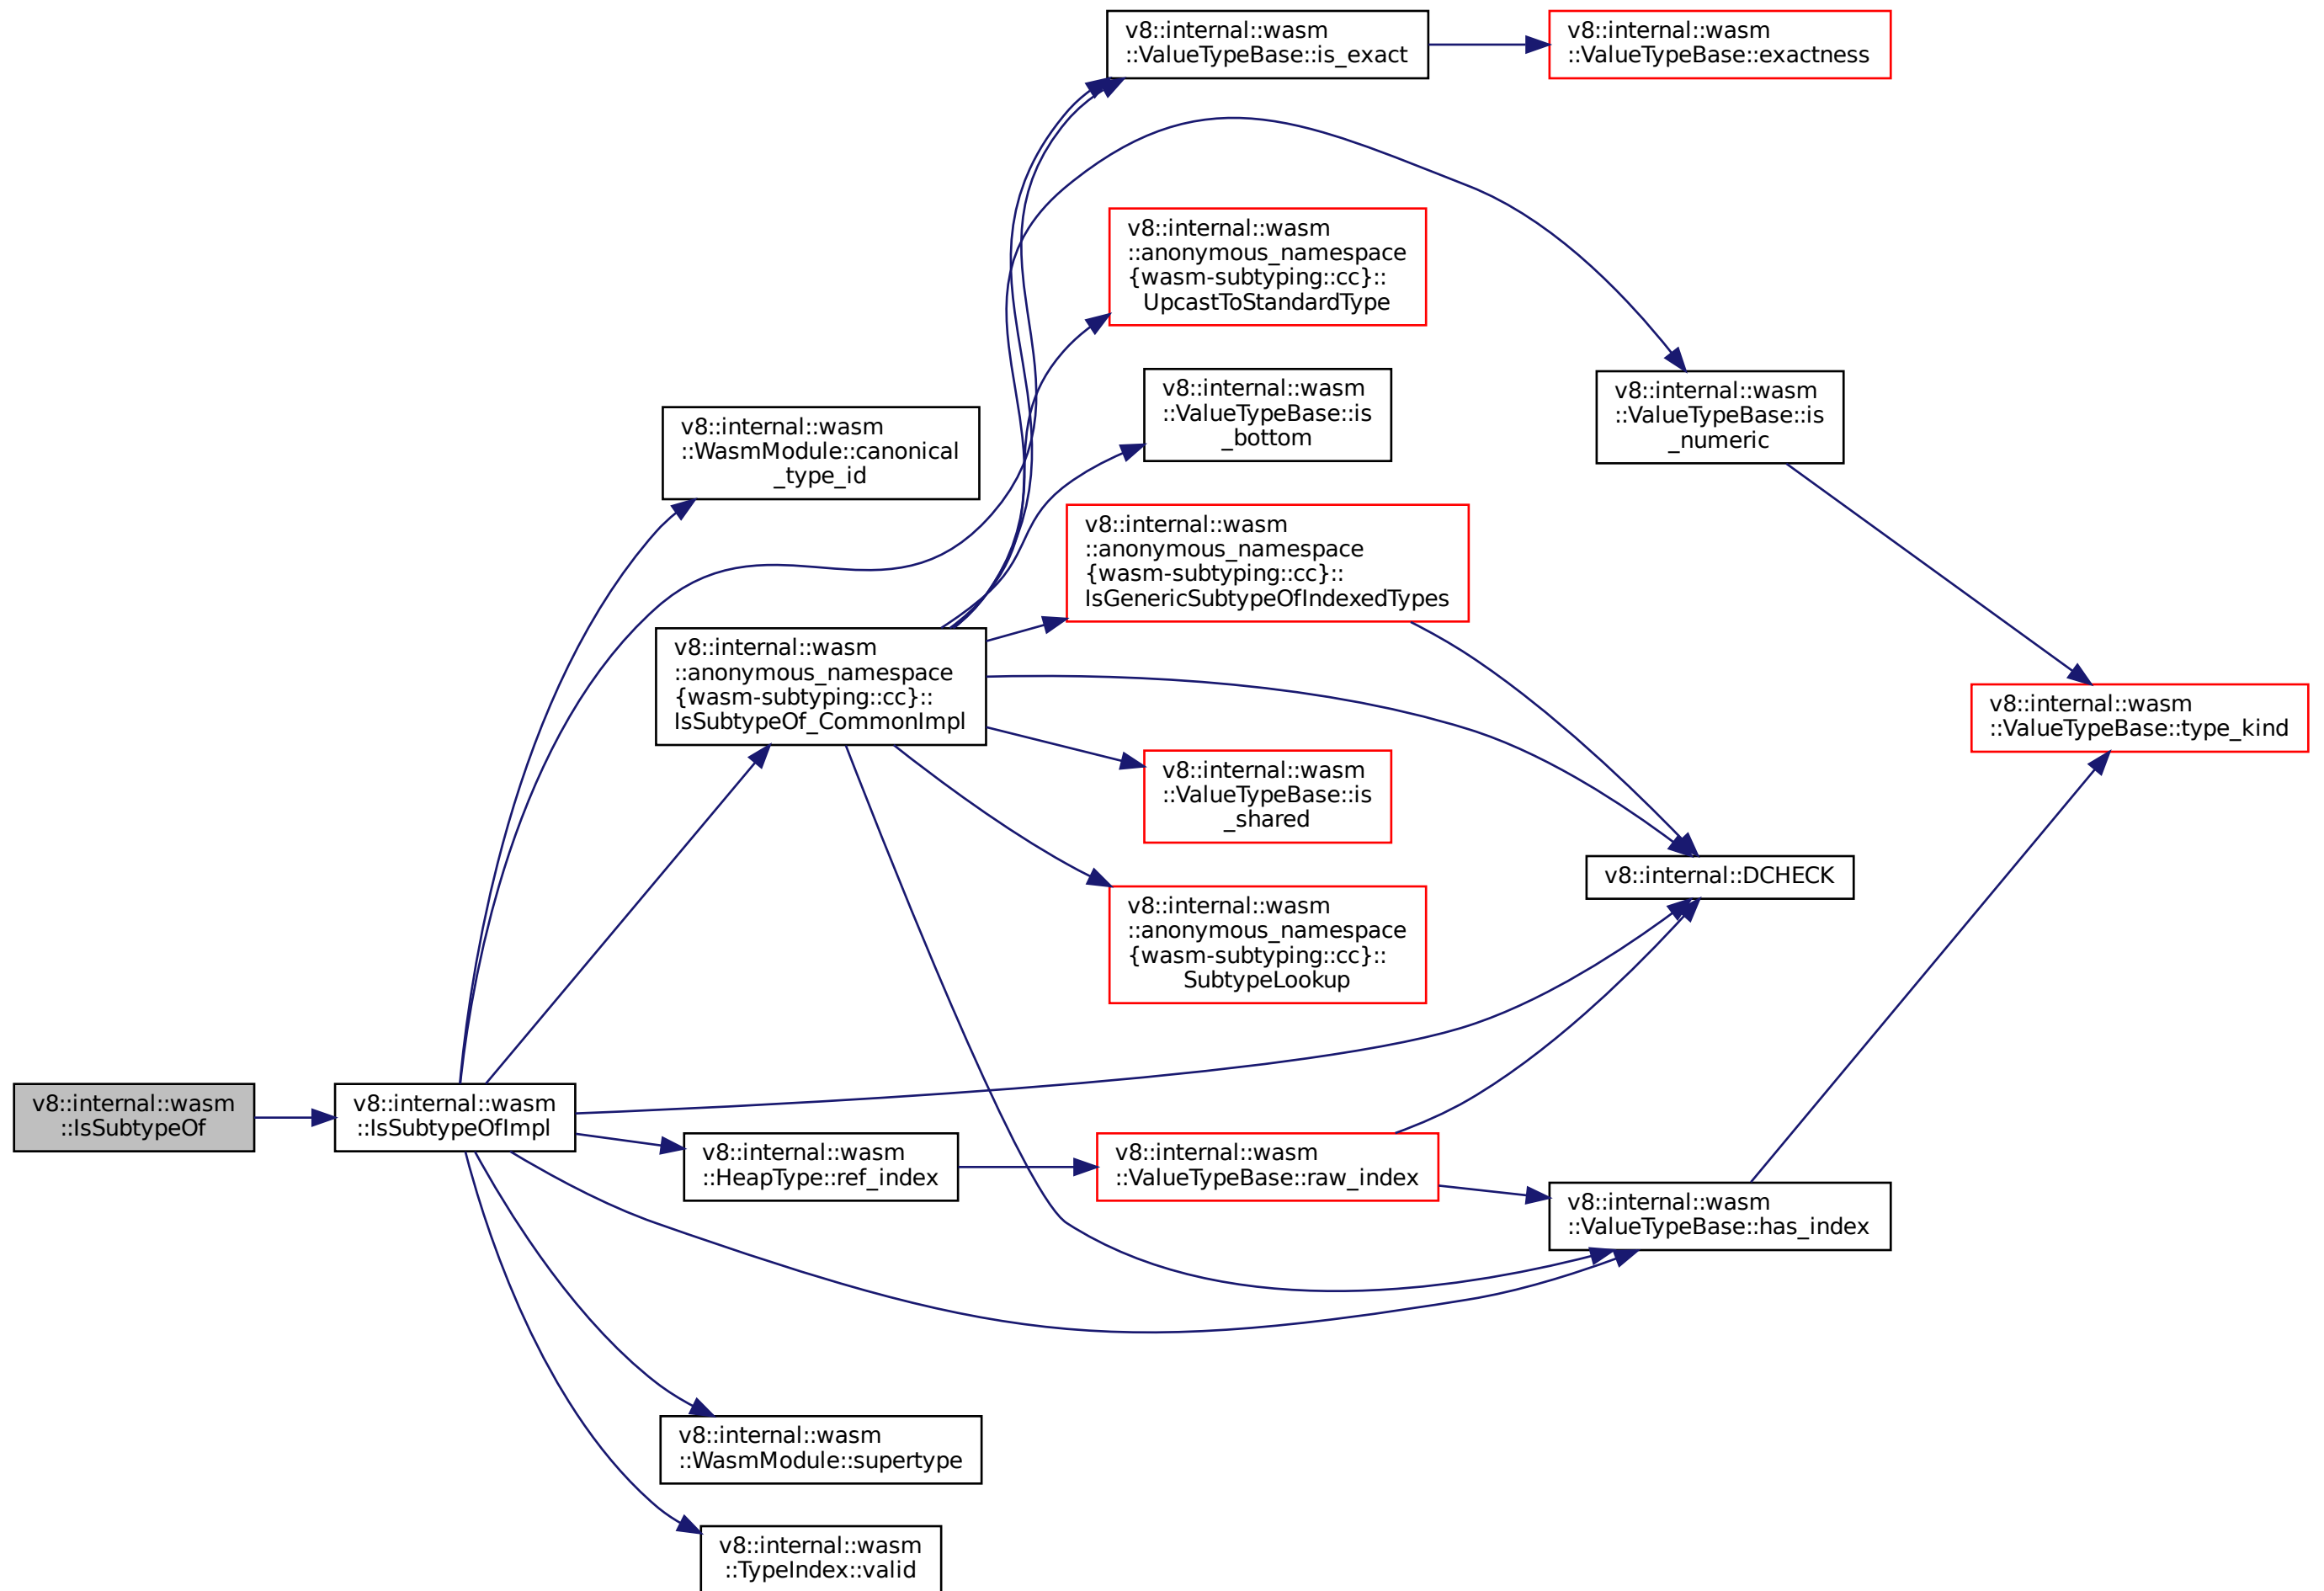 v8::internal::wasm
::IsSubtypeOf
v8::internal::wasm
::IsSubtypeOfImpl
v8::internal::wasm
::WasmModule::canonical
_type_id
v8::internal::wasm
::anonymous_namespace
{wasm-subtyping::cc}::
IsSubtypeOf_CommonImpl
v8::internal::wasm
::HeapType::ref_index
v8::internal::wasm
::WasmModule::supertype
v8::internal::wasm
::TypeIndex::valid
v8::internal::wasm
::ValueTypeBase::is_exact
v8::internal::wasm
::anonymous_namespace
{wasm-subtyping::cc}::
UpcastToStandardType
v8::internal::wasm
::ValueTypeBase::is
_bottom
v8::internal::wasm
::anonymous_namespace
{wasm-subtyping::cc}::
IsGenericSubtypeOfIndexedTypes
v8::internal::wasm
::ValueTypeBase::is
_shared
v8::internal::wasm
::anonymous_namespace
{wasm-subtyping::cc}::
SubtypeLookup
v8::internal::wasm
::ValueTypeBase::raw_index
v8::internal::wasm
::ValueTypeBase::exactness
v8::internal::wasm
::ValueTypeBase::is
_numeric
v8::internal::DCHECK
v8::internal::wasm
::ValueTypeBase::has_index
v8::internal::wasm
::ValueTypeBase::type_kind